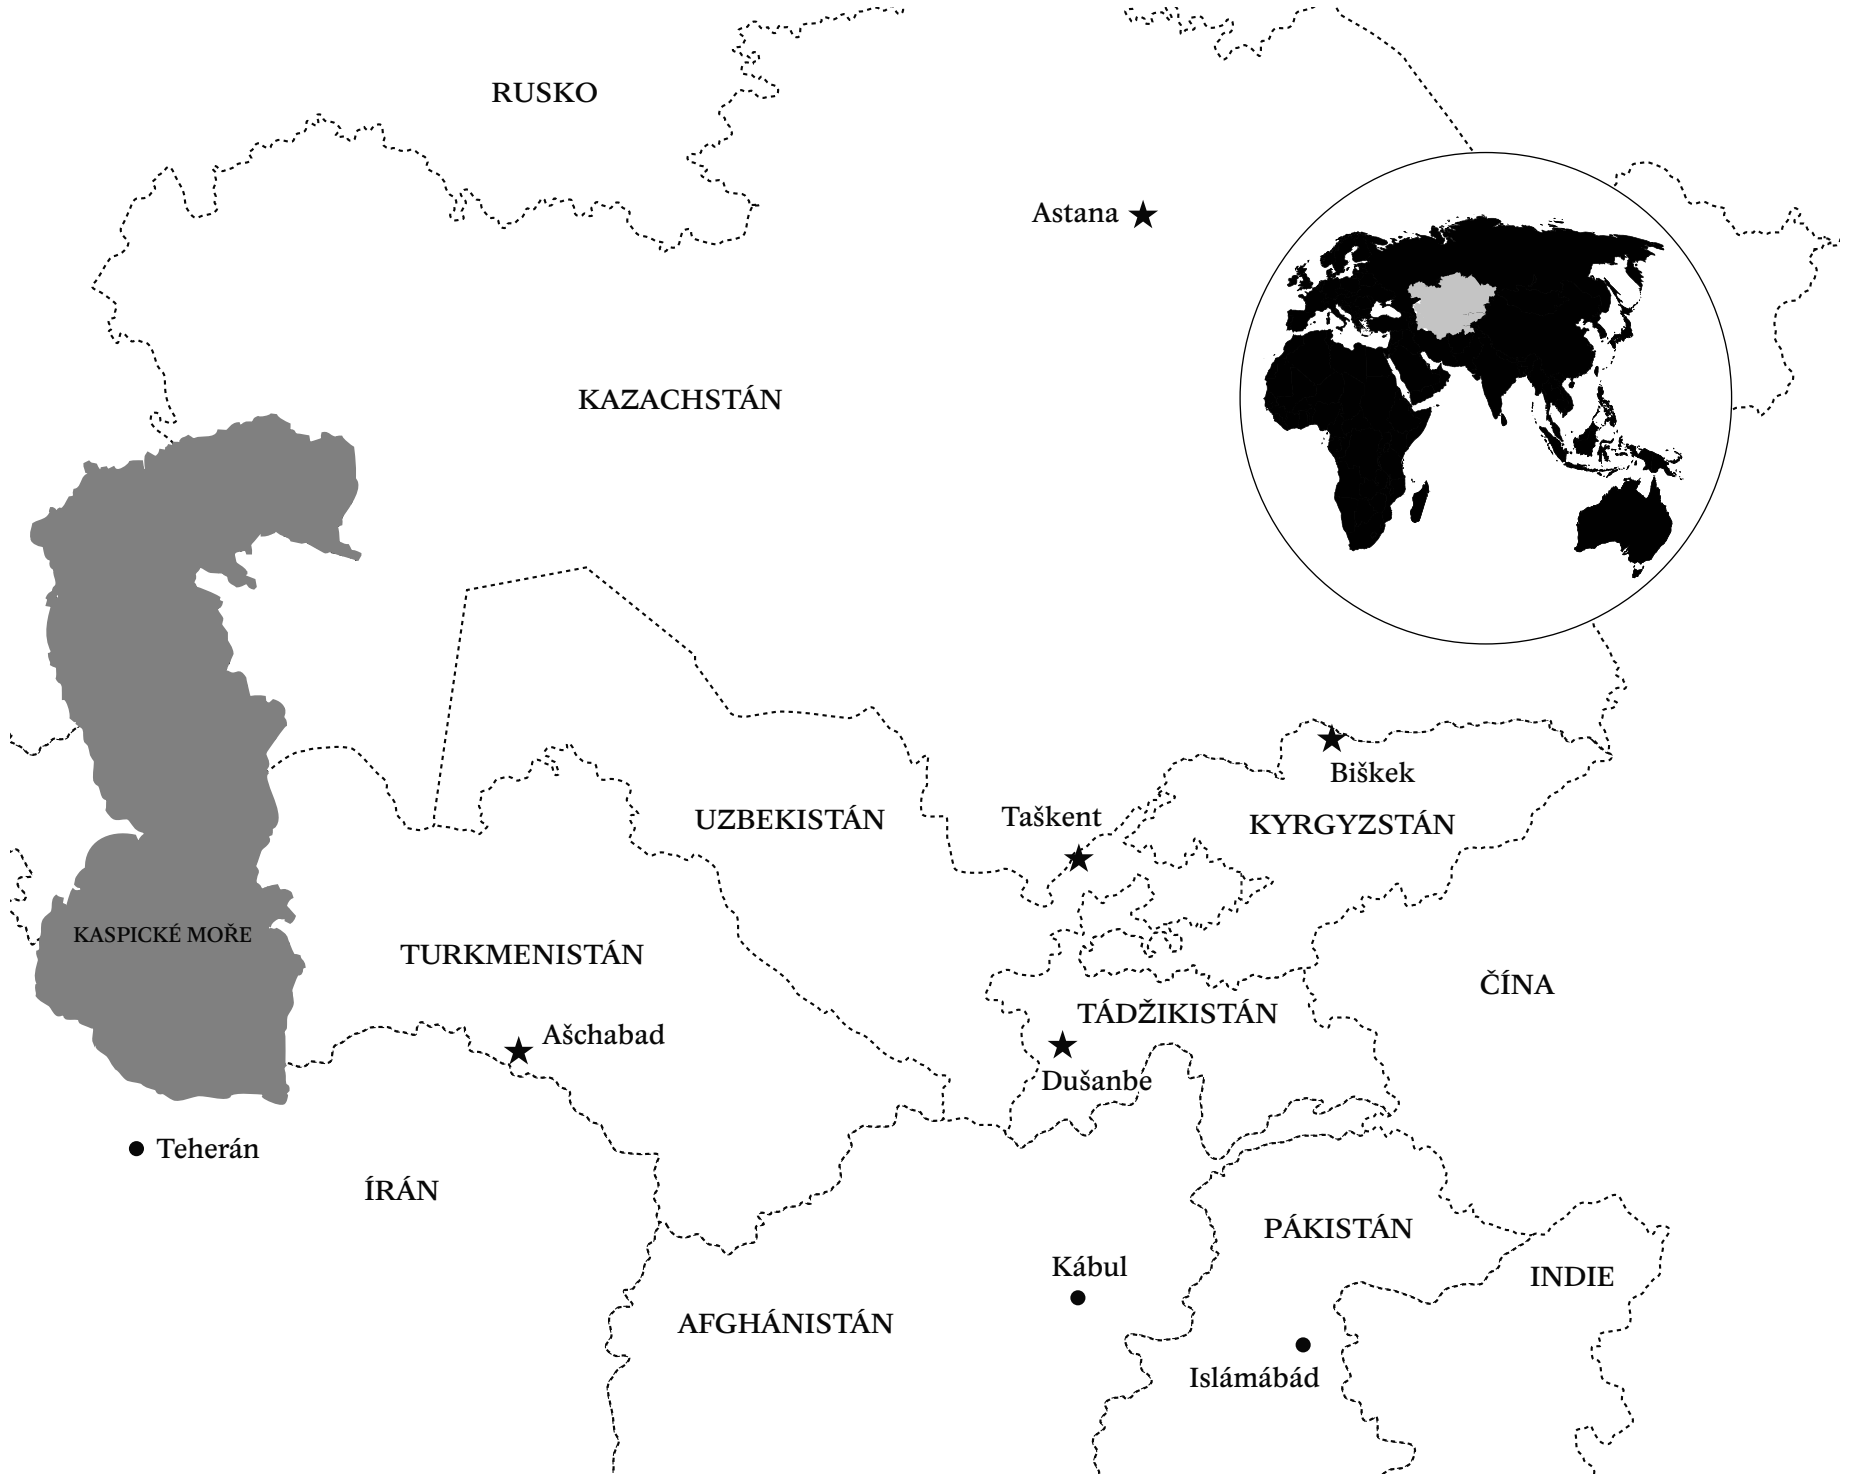 RUSKO
Astana
KAZACHSTÁN
Biškek
Taškent
UZBEKISTÁN
KYRGYZSTÁN
KASPICKÉ MOŘE
TURKMENISTÁN
ČÍNA
TÁDŽIKISTÁN
Ašchabad
Dušanbe
Teherán
ÍRÁN
PÁKISTÁN
Kábul
INDIE
AFGHÁNISTÁN
Islámábád